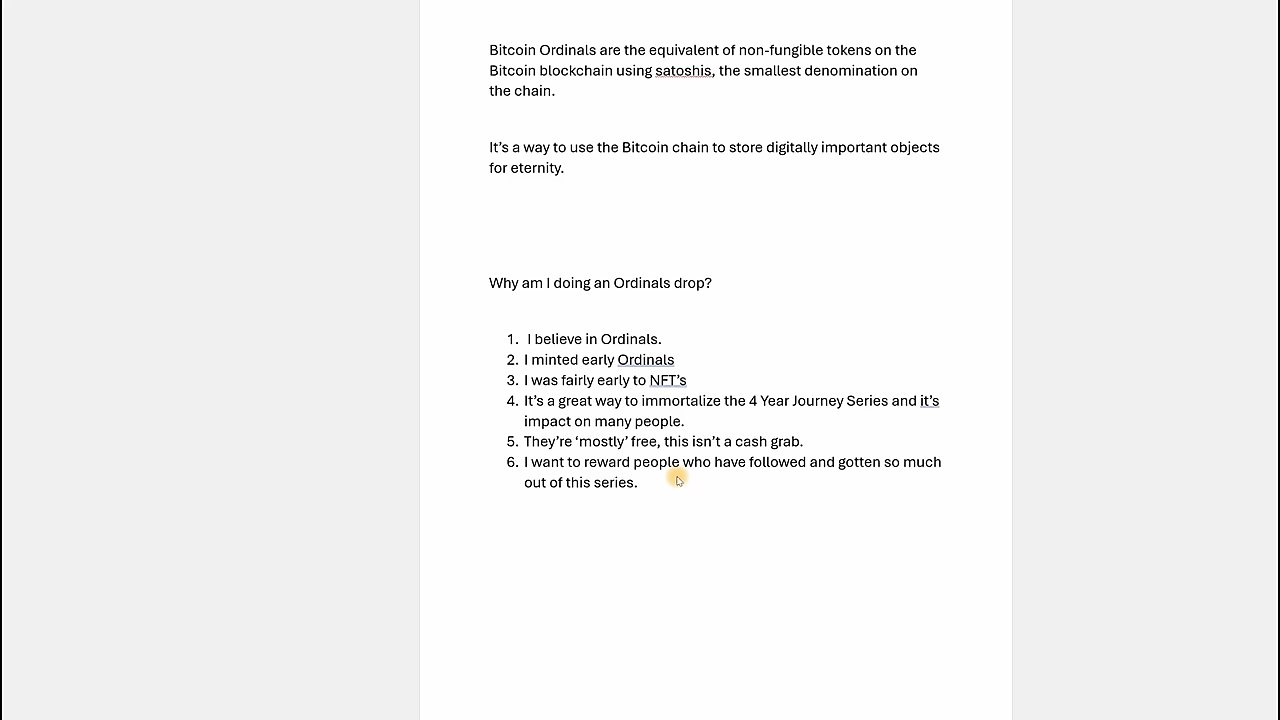 Bitcoin Ordinals are the equivalent of non-fungible tokens on the
Bitcoin blockchain using satoshis, the smallest denomination on
the chain.
It’s a way to use the Bitcoin chain to store digitally important objects
for eternity.
Why am I doing an Ordinals drop?
1. I believe in Ordinals.
2. I minted early Ordinals
3. I was fairly early to NFT’s
4. It’s a great way to immortalize the 4 Year Journey Series and it’s
impact on many people.
5. They’re ‘mostly’ free, this isn’t a cash grab.
6. I want to reward people who have followed and gotten so much
out of this series.